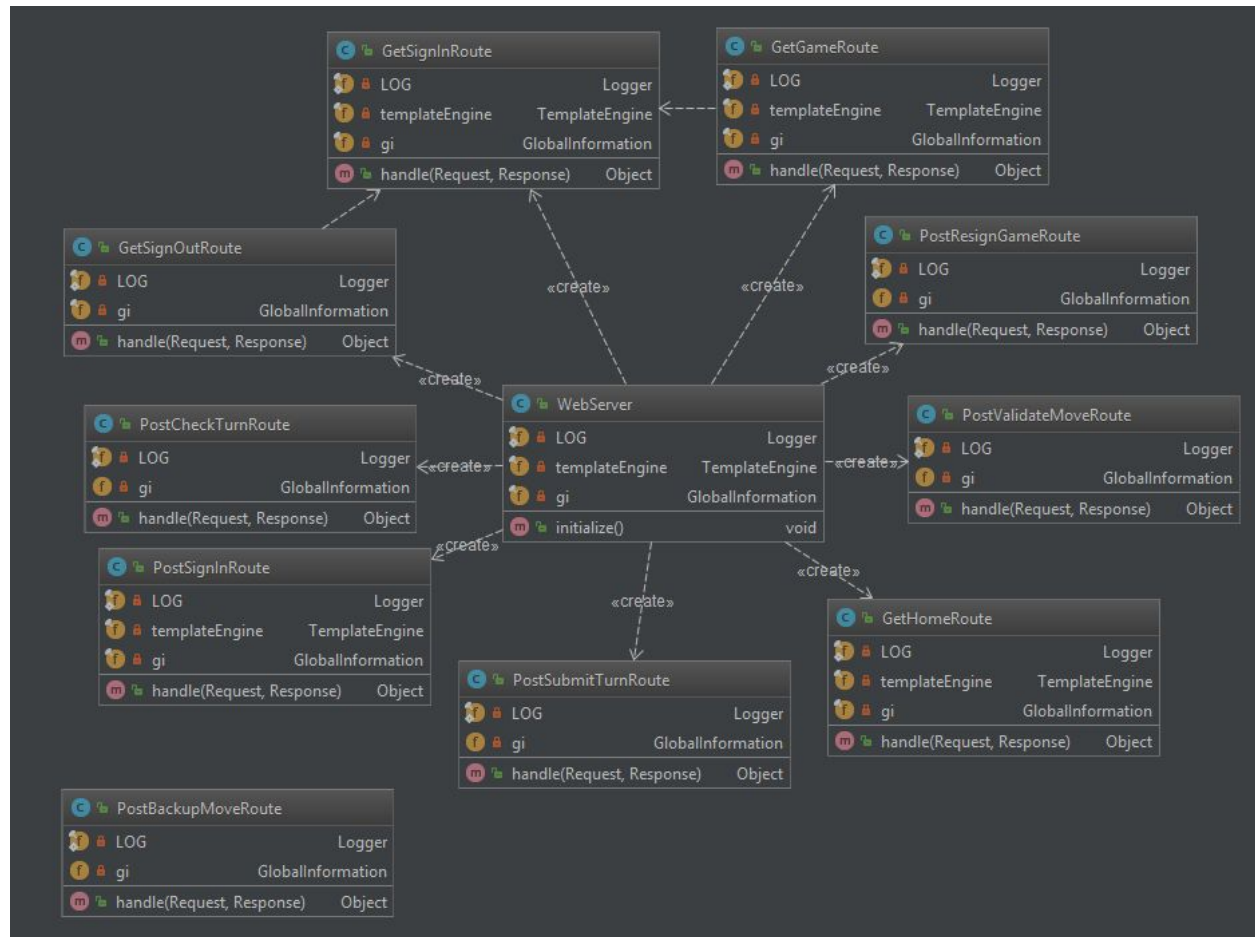 GetSignInRoute
LOG Logger
templateEngine TemplateEngine
gi GlobalInformation
handle(Request, Response) Object
GetGameRoute
LOG Logger
templateEngine TemplateEngine
gi GlobalInformation
handle(Request, Response) Object
GetSignOutRoute
LOG Logger
gi GlobalInformation
handle(Request, Response) Object
PostResignGameRoute
LOG Logger
gi GlobalInformation
handle(Request, Response) Object
«create»
«create»
«create»
«create»
PostCheckTurnRoute
LOG Logger
gi GlobalInformation
handle(Request, Response) Object
«create»
WebServer
LOG Logger
templateEngine TemplateEngine
gi GlobalInformation
initialize() void
«create»
PostValidateMoveRoute
LOG Logger
gi GlobalInformation
handle(Request, Response) Object
«create»
PostSignInRoute
LOG Logger
templateEngine TemplateEngine
gi GlobalInformation
handle(Request, Response) Object
«create»
«create»
PostSubmitTurnRoute
LOG Logger
gi GlobalInformation
handle(Request, Response) Object
GetHomeRoute
LOG Logger
templateEngine TemplateEngine
gi GlobalInformation
handle(Request, Response) Object
PostBackupMoveRoute
LOG Logger
gi GlobalInformation
handle(Request, Response) Object